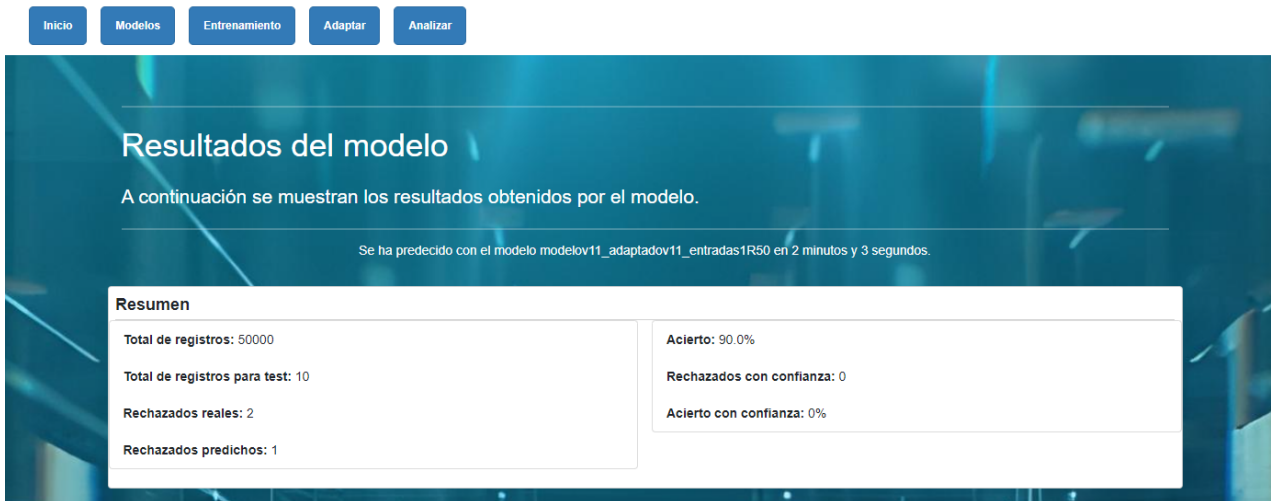 Inicio Modelos Entrenamiento Adaptar Analizar
Resultados del modelo
A continuación se muestran los resultados obtenidos por el modelo.
Se ha predecido con el modelo modelov11_adaptadov11_entradas1R50 en 2 minutos y 3 segundos.
Resumen
Total de registros: 50000
Total de registros para test: 10
Rechazados reales: 2
Rechazados predichos: 1
Acierto: 90.0%
Rechazados con confianza: 0
Acierto con confianza: 0%